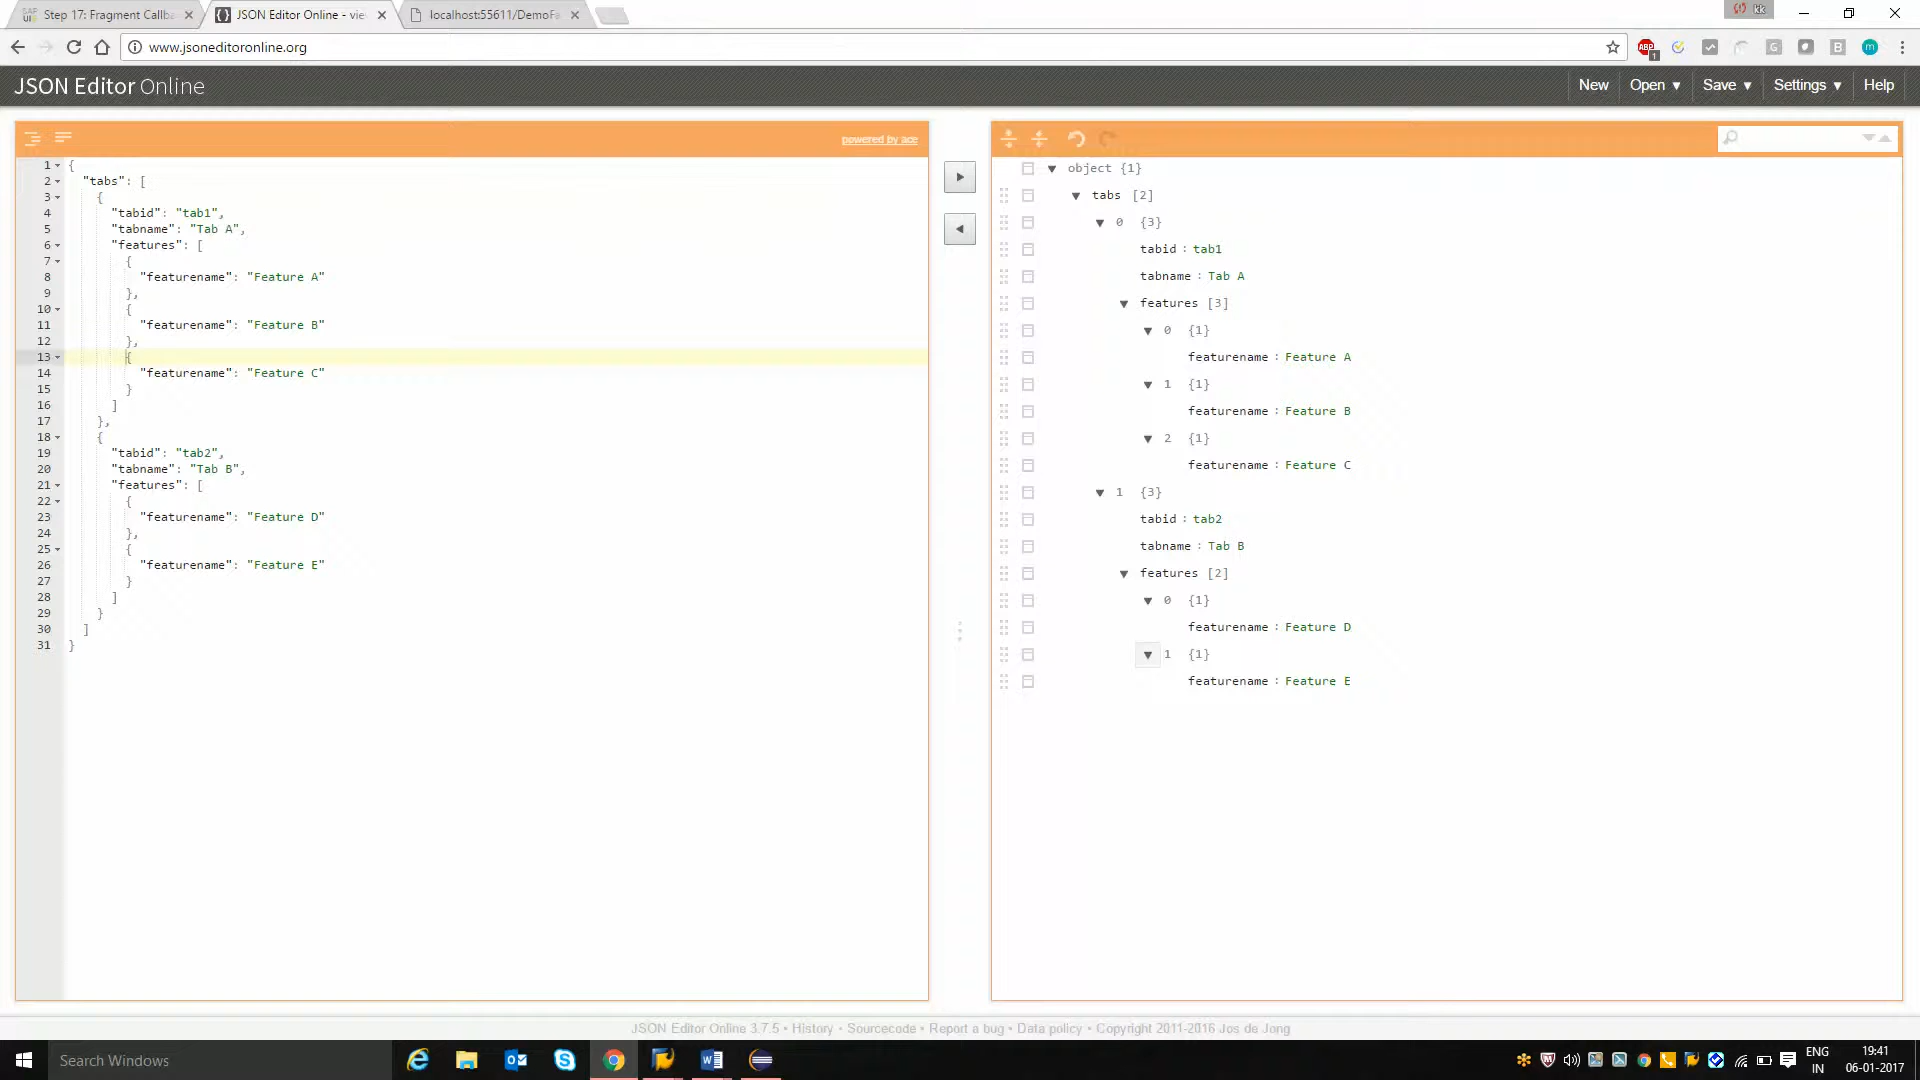 Step 17: Fragment Callba
JSON Editor Online - vie
localhost:55611/DemoFe
kk
www.jsoneditoronline.org
JSON Editor Online
New
Open
Save
Settings
Help
powered by ace
1 {
2 "tabs": [
3 {
4 "tabid": "tab1",
5 "tabname": "Tab A",
6 "features": [
7 {
8 "featurename": "Feature A"
9 },
10 {
11 "featurename": "Feature B"
12 },
13 {
14 "featurename": "Feature C"
15 }
16 ]
17 },
18 {
19 "tabid": "tab2",
20 "tabname": "Tab B",
21 "features": [
22 {
23 "featurename": "Feature D"
24 },
25 {
26 "featurename": "Feature E"
27 }
28 ]
29 }
30 ]
31 }
object {1}
tabs [2]
0 {3}
tabid : tab1
tabname : Tab A
features [3]
0 {1}
featurename : Feature A
1 {1}
featurename : Feature B
2 {1}
featurename : Feature C
1 {3}
tabid : tab2
tabname : Tab B
features [2]
0 {1}
featurename : Feature D
1 {1}
featurename : Feature E
JSON Editor Online 3.7.5 • History • Sourcecode • Report a bug • Data policy • Copyright 2011-2016 Jos de Jong
Search Windows
ENG
IN
19:41
06-01-2017